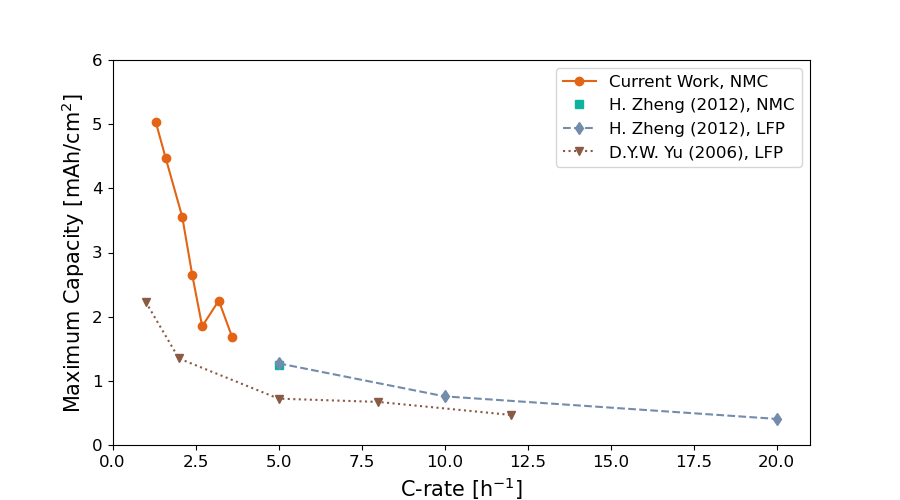 6
5
4
3
2
1
0
0.0 2.5 5.0 7.5 10.0 12.5 15.0 17.5 20.0
Maximum Capacity [mAh/cm²]
C-rate [h⁻¹]
Current Work, NMC
H. Zheng (2012), NMC
H. Zheng (2012), LFP
D.Y.W. Yu (2006), LFP